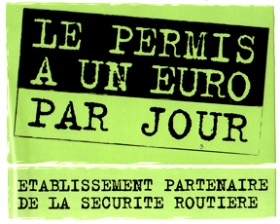 LE PERMIS
A UN EURO
PAR JOUR
ETABLISSEMENT PARTENAIRE
DE LA SECURITE ROUTIERE